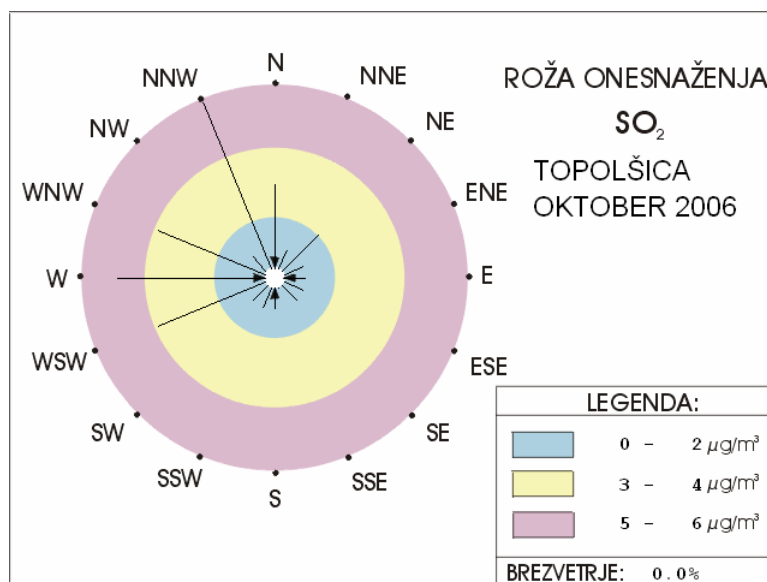 ROŽA ONESNAŽENJA
SO₂
TOPOLŠICA
OKTOBER 2006
N
NNE
NE
ENE
E
ESE
SE
SSE
S
SSW
SW
WSW
W
WNW
NW
NNW
LEGENDA:
0 - 2 µg/m³
3 - 4 µg/m³
5 - 6 µg/m³
BREZVETRJE: 0.0%